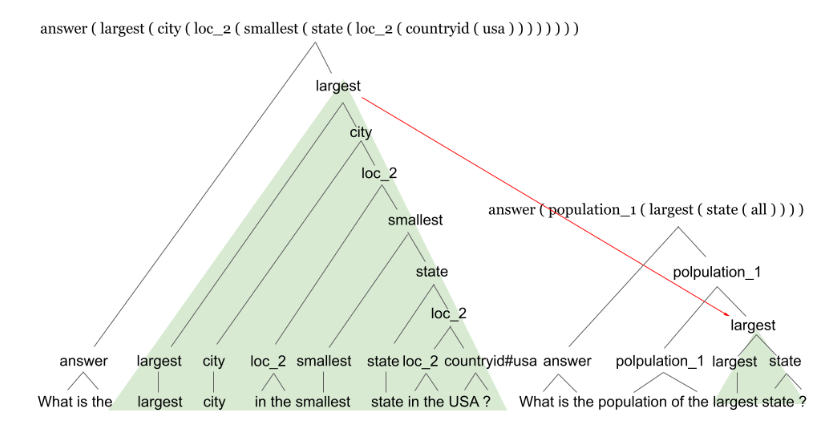 answer ( largest ( city ( loc_2 ( smallest ( state ( loc_2 ( countryid ( usa ) ) ) ) ) ) ) )
largest
city
loc_2
smallest
answer ( population_1 ( largest ( state ( all ) ) ) )
state
polpulation_1
loc_2
largest
answer largest city loc_2 smallest state loc_2 countryid#usa answer polpulation_1 largest state
What is the largest city in the smallest state in the USA ? What is the population of the largest state ?